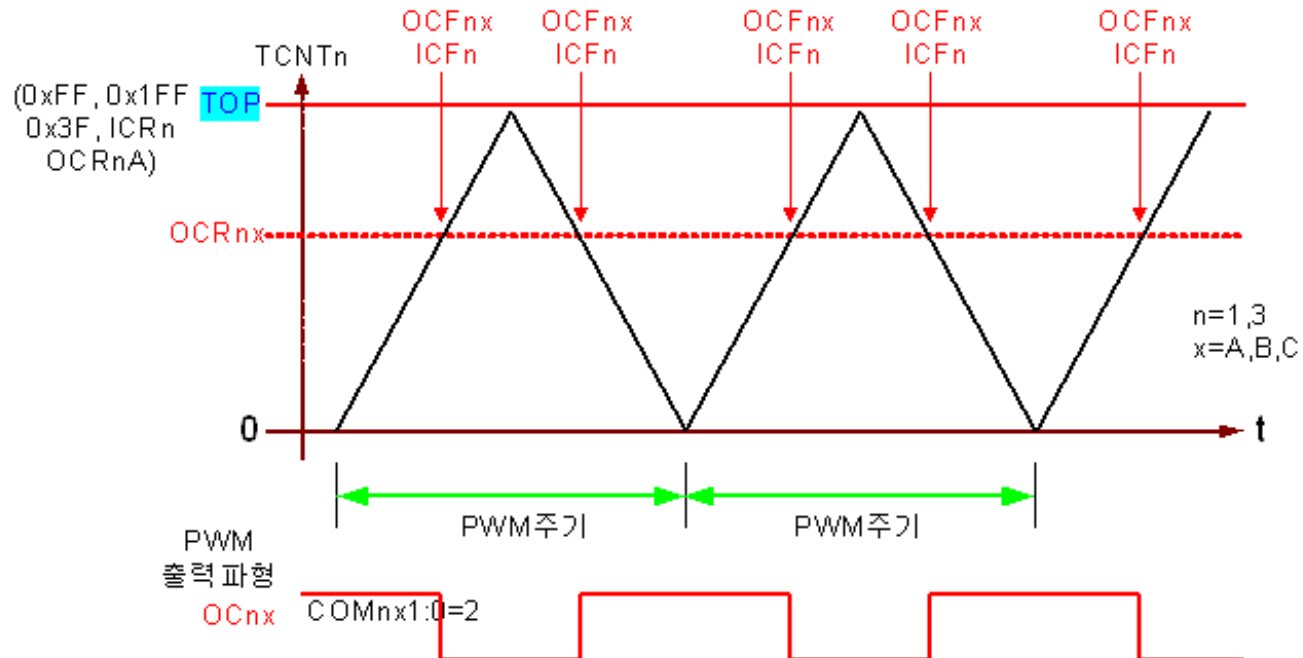 OCFnx OCFnx OCFnx OCFnx OCFnx
ICFn ICFn ICFn ICFn ICFn
TCNTn
(0xFF, 0x1FF
0x3F, ICRn
OCRnA)
TOP
OCRnx
n=1,3
x=A,B,C
0
t
PWM주기 PWM주기
PWM
출력 파형
OCnx
COMnx1:0=2